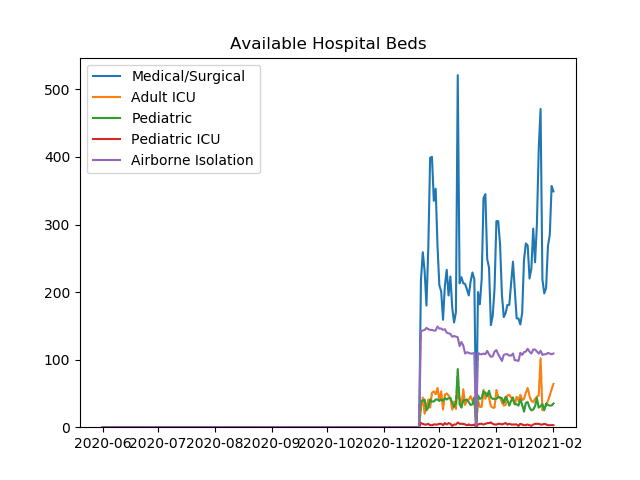 Available Hospital Beds
Medical/Surgical
Adult ICU
Pediatric
Pediatric ICU
Airborne Isolation
500
400
300
200
100
0
2020-06 2020-07 2020-08 2020-09 2020-10 2020-11 2020-12 2021-01 2021-02